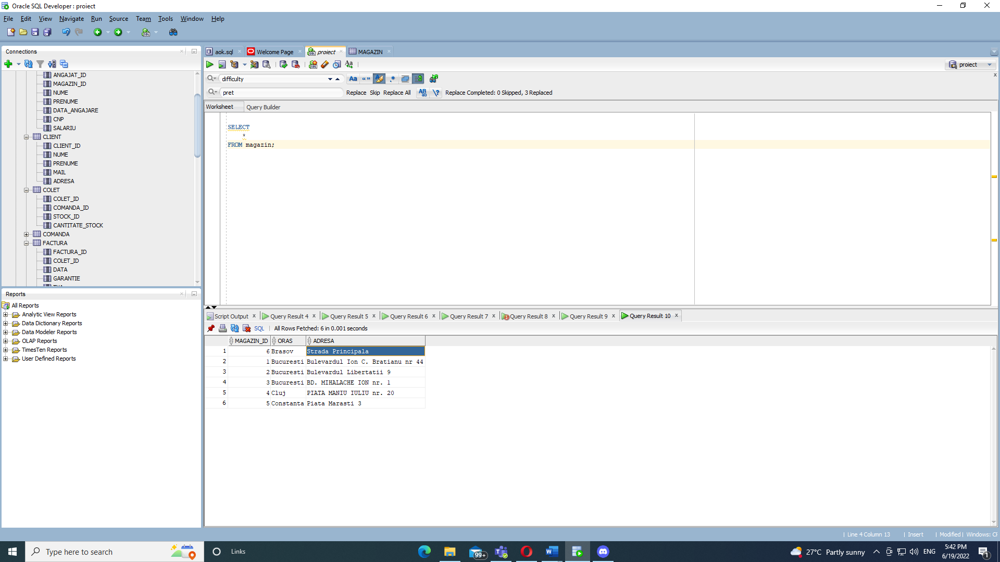 Oracle SQL Developer : proiect
File Edit View Navigate Run Source Team Tools Window Help
Connections
ANGAJAT_ID
MAGAZIN_ID
NUME
PRENUME
DATA_ANGAJARE
CNP
SALARIU
CLIENT
CLIENT_ID
NUME
PRENUME
MAIL
ADRESA
COLET
COLET_ID
COMANDA_ID
STOCK_ID
CANTITATE_STOCK
COMANDA
FACTURA
FACTURA_ID
COLET_ID
DATA
GARANTIE
Reports
All Reports
Analytic View Reports
Data Dictionary Reports
Data Modeler Reports
OLAP Reports
TimesTen Reports
User Defined Reports
aok.sql Welcome Page proiect MAGAZIN
proiect
difficulty
pret Replace Skip Replace All Replace Completed: 0 Skipped, 3 Replaced
Worksheet Query Builder
SELECT
*
FROM magazin;
Script Output Query Result 4 Query Result 5 Query Result 6 Query Result 7 Query Result 8 Query Result 9 Query Result 10
SQL | All Rows Fetched: 6 in 0.001 seconds
MAGAZIN_ID ORAS ADRESA
1 6 Brasov Strada Principala
2 1 Bucuresti Bulevardul Ion C. Bratianu nr 44
3 2 Bucuresti Bulevardul Libertatii 9
4 3 Bucuresti BD. MIHALACHE ION nr. 1
5 4 Cluj PIATA MANIU IULIU nr. 20
6 5 Constanta Piata Marasti 3
| Line 4 Column 13 | Insert | Modified | Windows: CF
Type here to search Links 99+ 27°C Partly sunny ENG 5:42 PM
6/19/2022 1